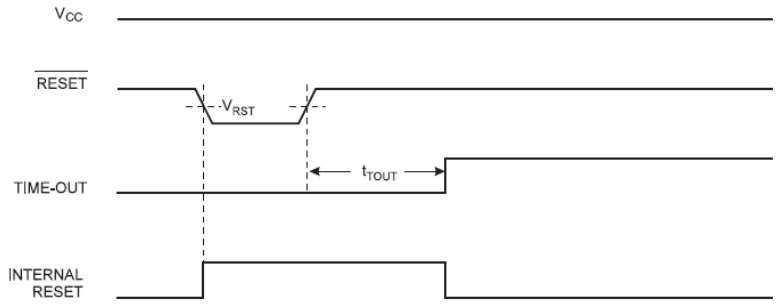 VCC
RESET
VRST
tTOUT
TIME-OUT
INTERNAL
RESET